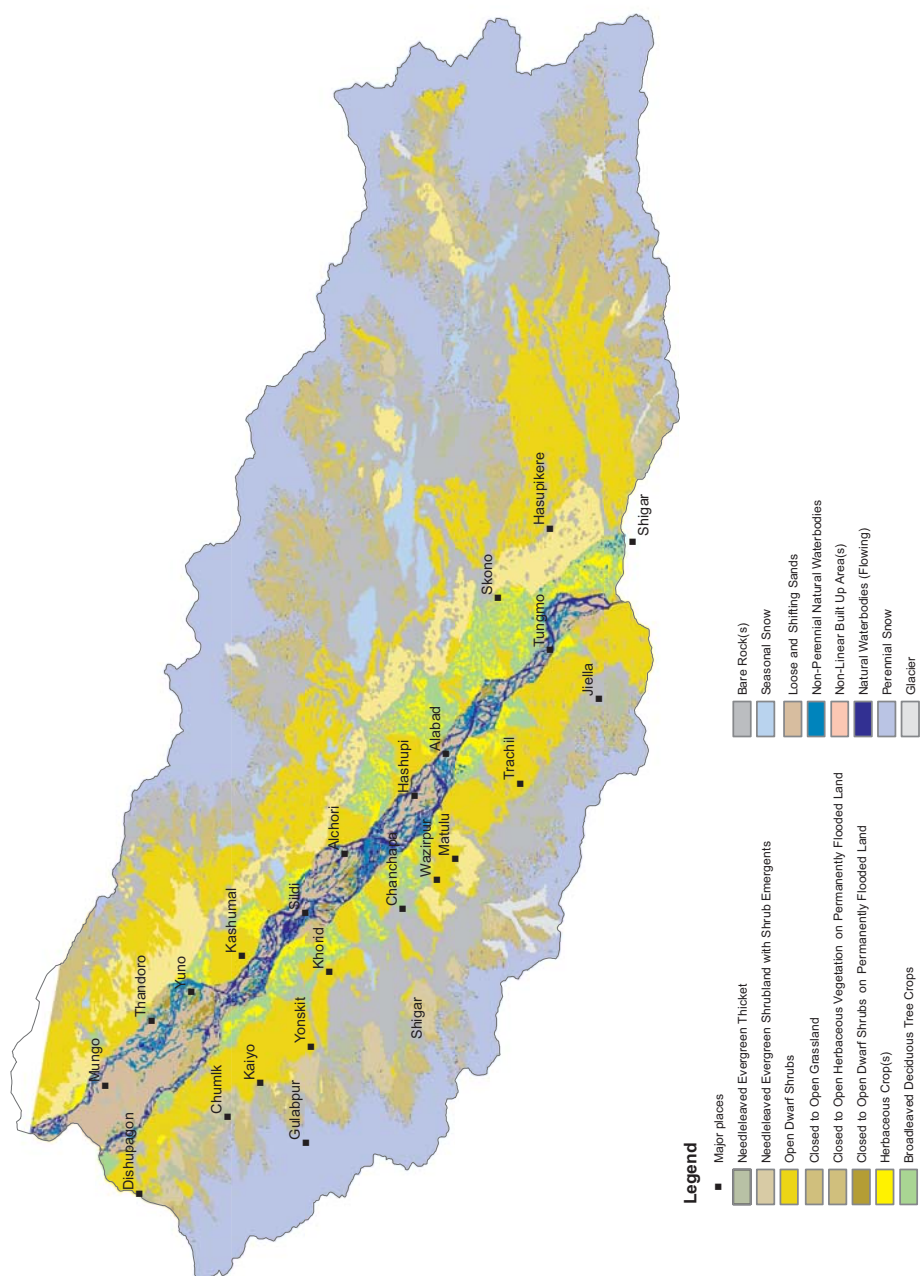 Mungo
Thandoro
Yuno
Dishupagon
Kashumal
Chumlk
Kaiyo
Sildi
Yonskit
Khorid
Gulabpur
Alchori
Shigar
Chanchapa
Hashupi
Wazirpur
Matulu
Alabad
Skono
Trachil
Tungmo
Hasupikere
Jiella
Shigar
Legend
Major places
Needleleaved Evergreen Thicket
Needleleaved Evergreen Shrubland with Shrub Emergents
Open Dwarf Shrubs
Closed to Open Grassland
Closed to Open Herbaceous Vegetation on Permanently Flooded Land
Closed to Open Dwarf Shrubs on Permanently Flooded Land
Herbaceous Crop(s)
Broadleaved Deciduous Tree Crops
Bare Rock(s)
Seasonal Snow
Loose and Shifting Sands
Non-Perennial Natural Waterbodies
Non-Linear Built Up Area(s)
Natural Waterbodies (Flowing)
Perennial Snow
Glacier